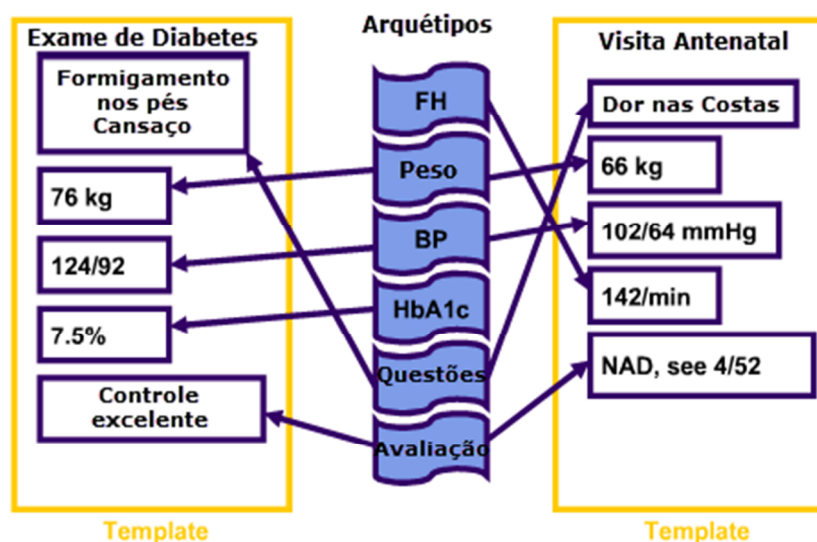 Exame de Diabetes
Formigamento
nos pés
Cansaço
76 kg
124/92
7.5%
Controle
excelente
Template
Arquétipos
FH
Peso
BP
HbA1c
Questões
Avaliação
Visita Antenatal
Dor nas Costas
66 kg
102/64 mmHg
142/min
NAD, see 4/52
Template